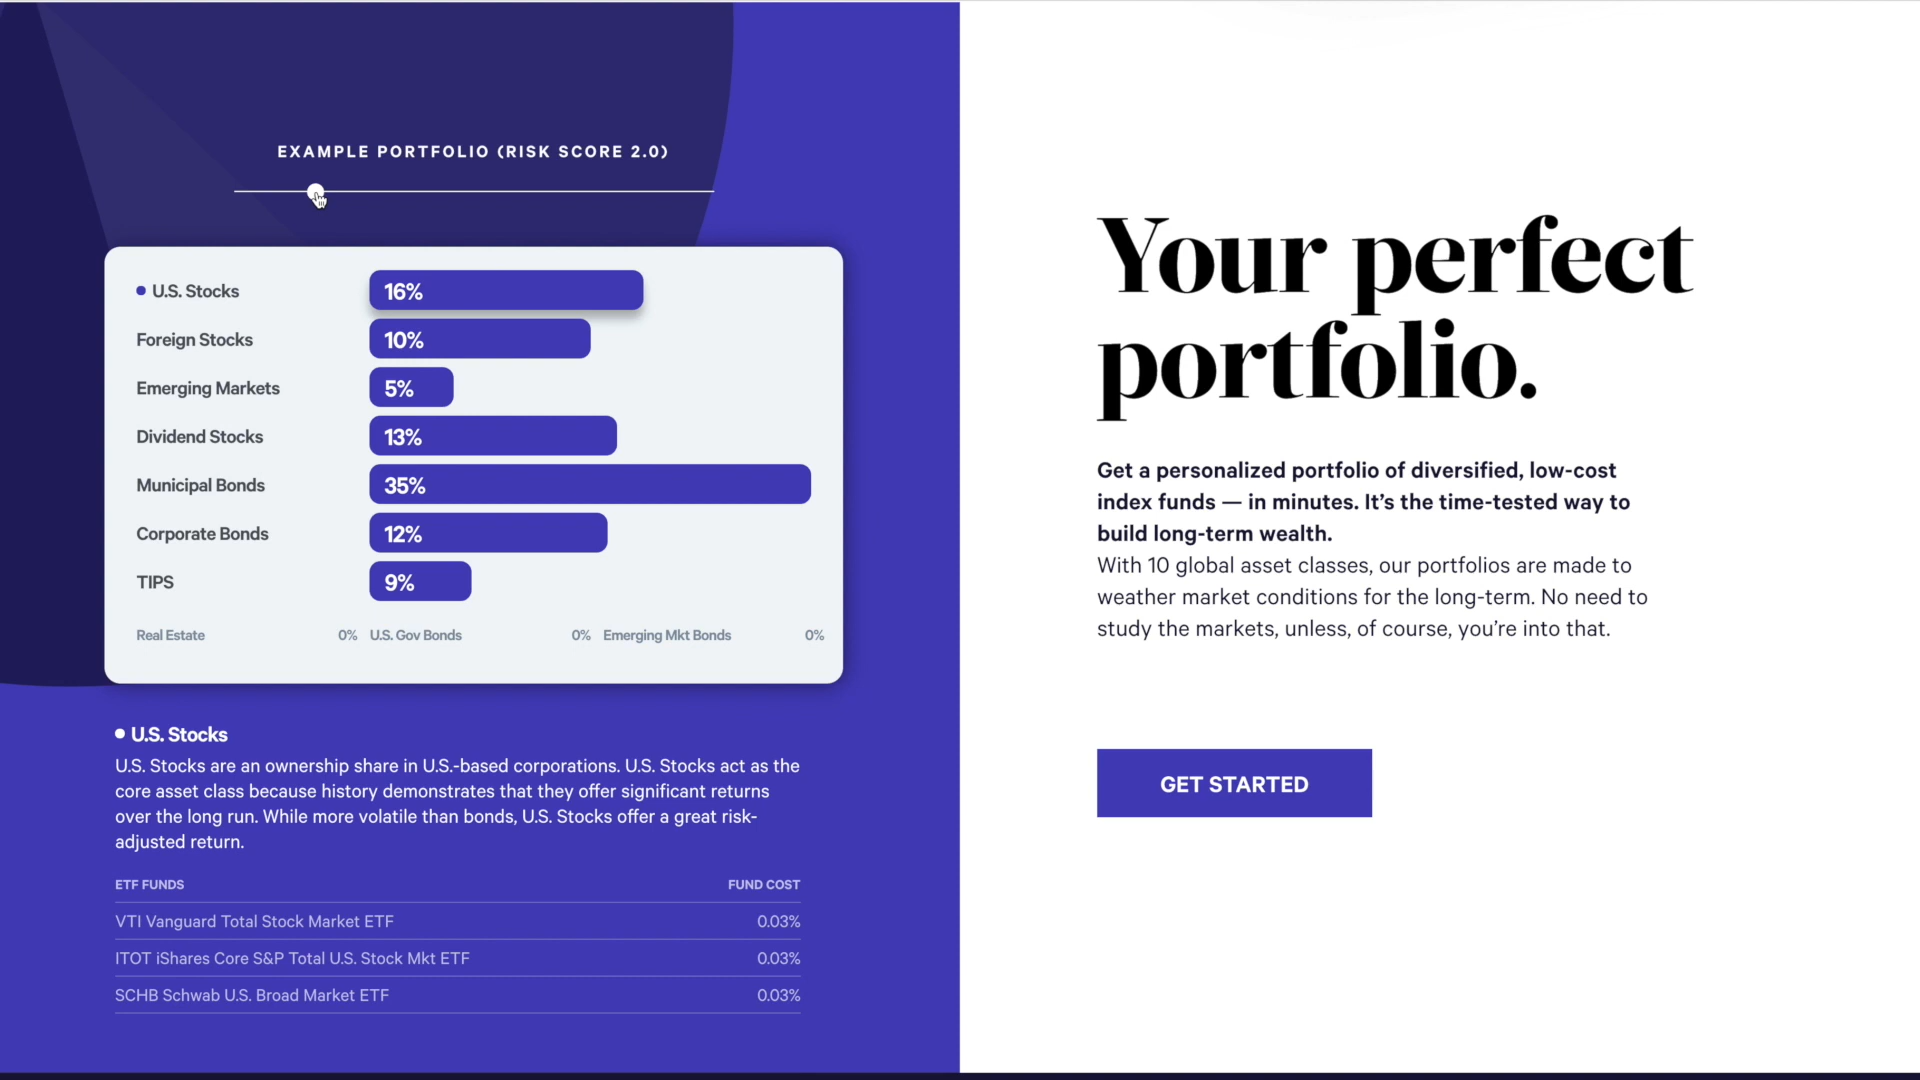 EXAMPLE PORTFOLIO (RISK SCORE 2.0)
U.S. Stocks 16%
Foreign Stocks 10%
Emerging Markets 5%
Dividend Stocks 13%
Municipal Bonds 35%
Corporate Bonds 12%
TIPS 9%
Real Estate 0% U.S. Gov Bonds 0% Emerging Mkt Bonds 0%
U.S. Stocks
U.S. Stocks are an ownership share in U.S.-based corporations. U.S. Stocks act as the
core asset class because history demonstrates that they offer significant returns
over the long run. While more volatile than bonds, U.S. Stocks offer a great risk-
adjusted return.
ETF FUNDS FUND COST
VTI Vanguard Total Stock Market ETF 0.03%
ITOT iShares Core S&P Total U.S. Stock Mkt ETF 0.03%
SCHB Schwab U.S. Broad Market ETF 0.03%
Your perfect
portfolio.
Get a personalized portfolio of diversified, low-cost
index funds — in minutes. It’s the time-tested way to
build long-term wealth.
With 10 global asset classes, our portfolios are made to
weather market conditions for the long-term. No need to
study the markets, unless, of course, you’re into that.
GET STARTED